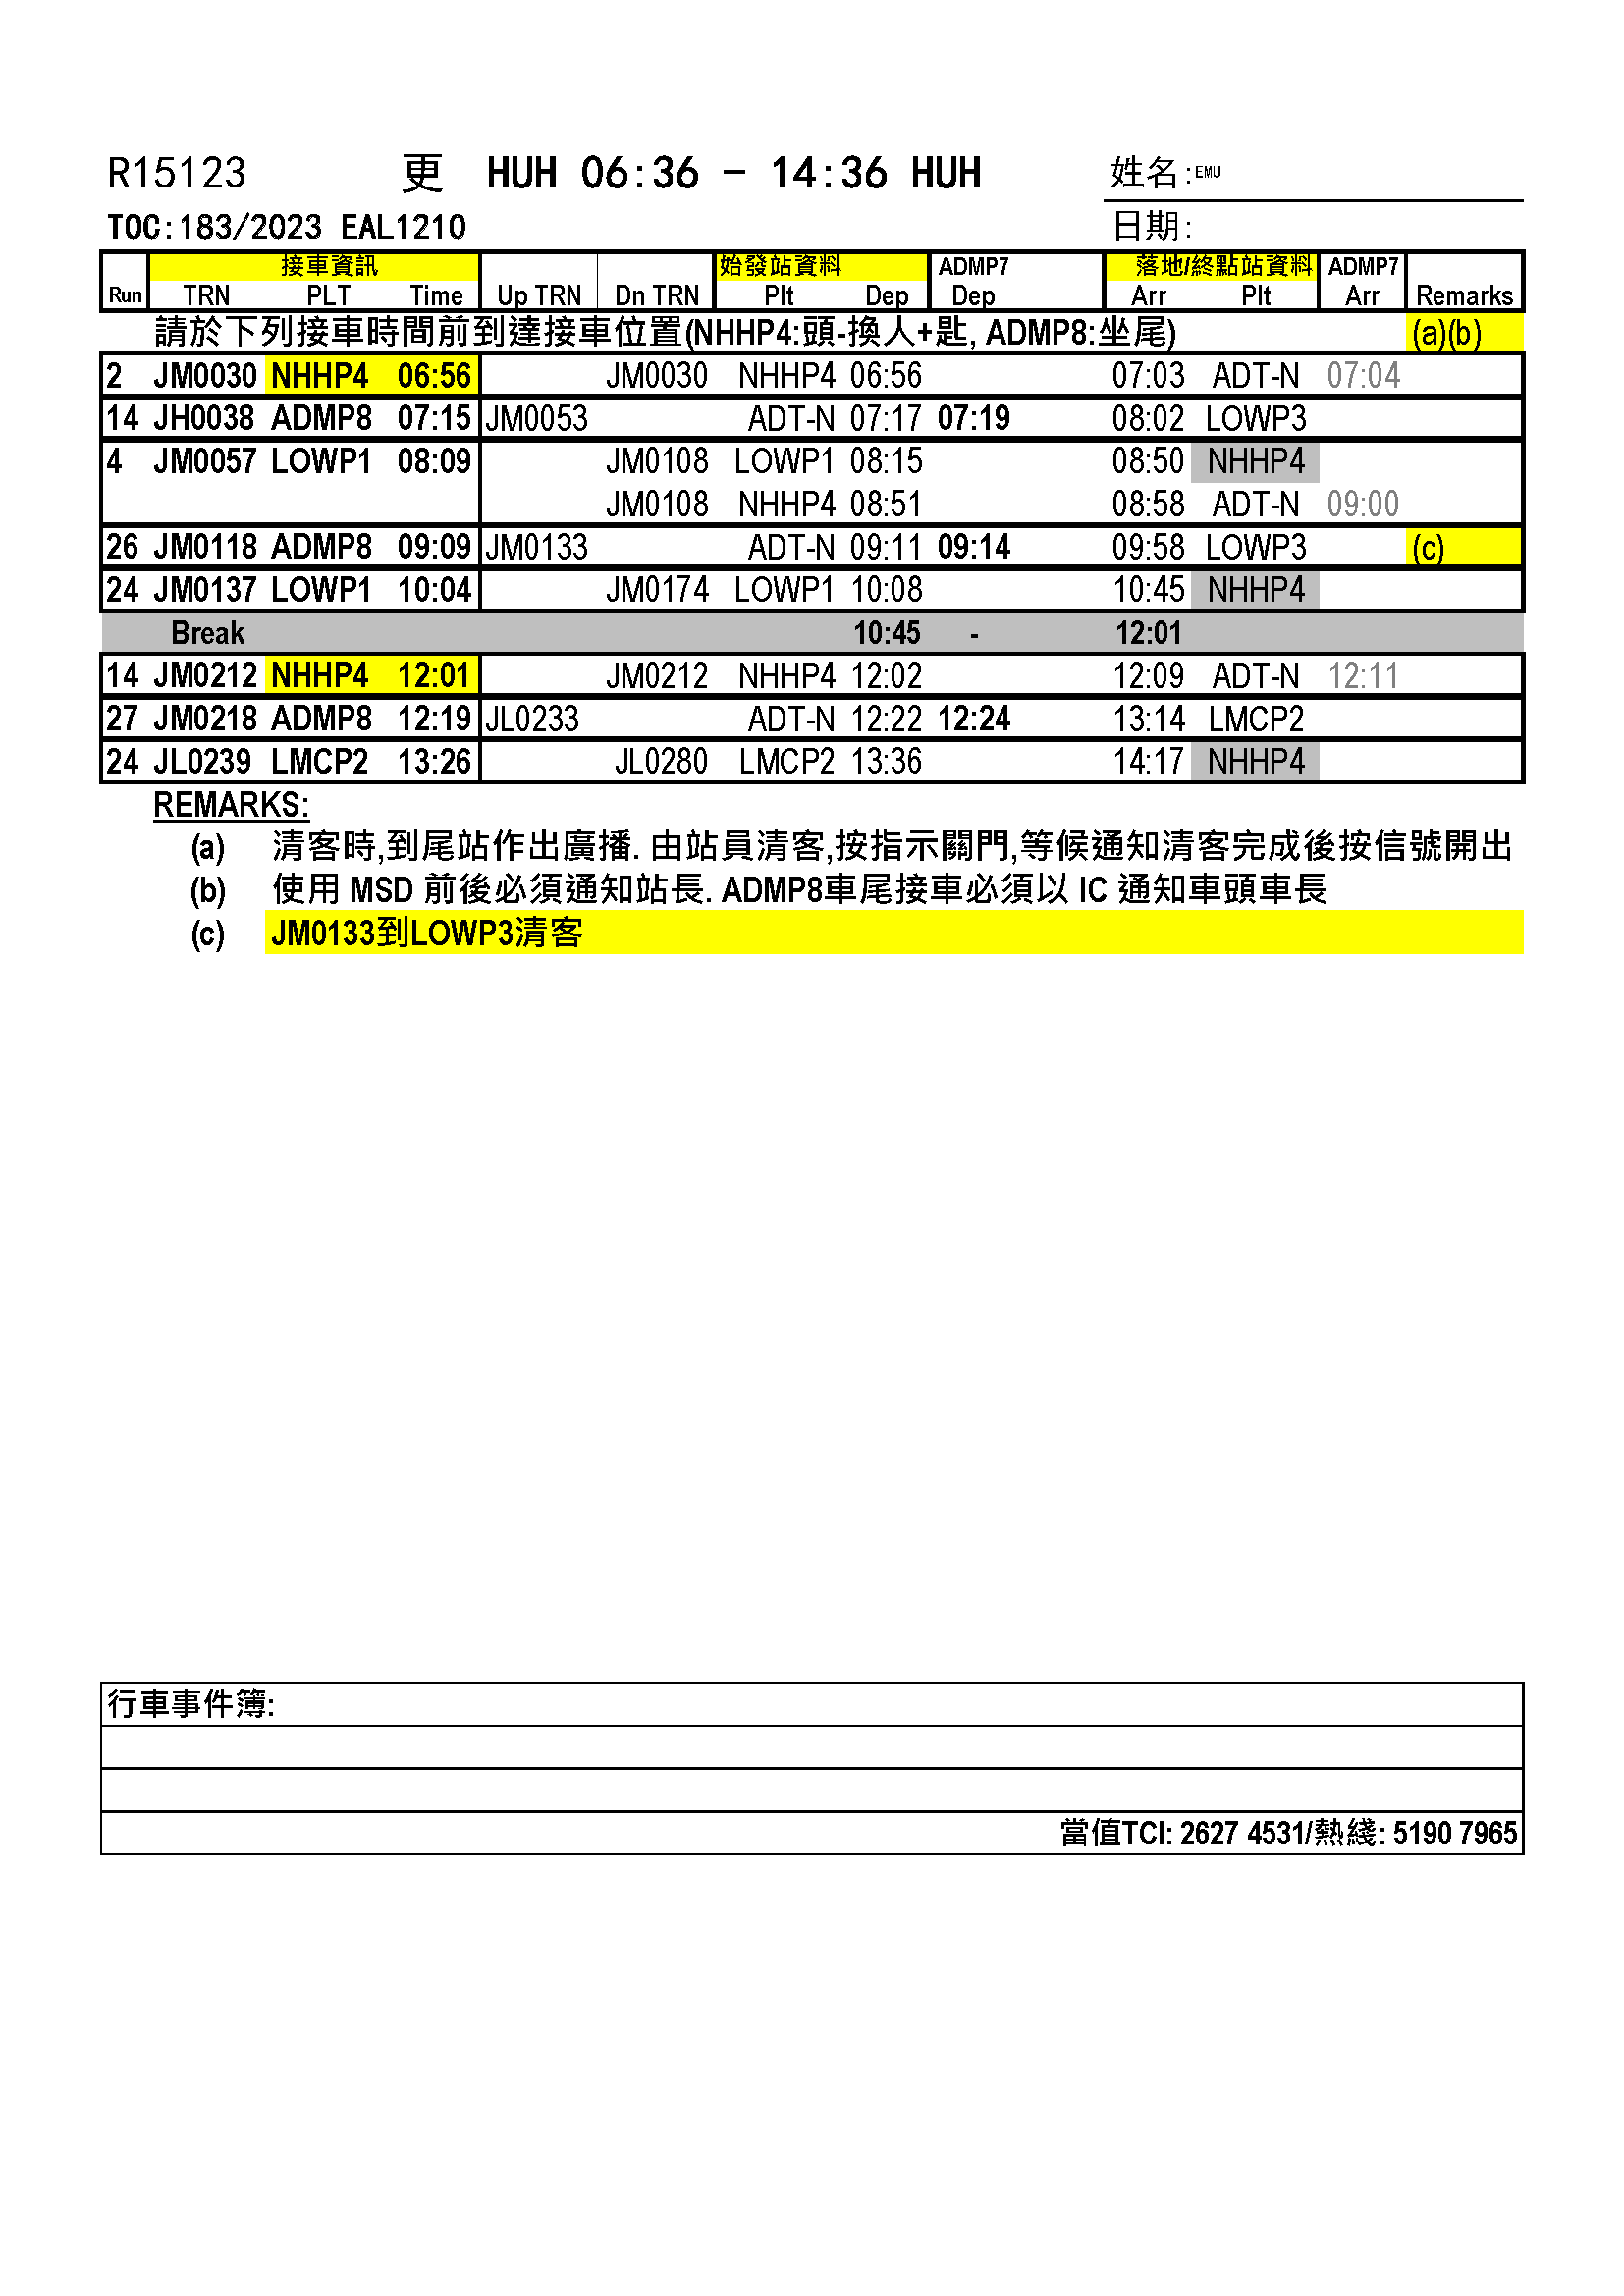 R15123 更 HUH 06:36 - 14:36 HUH 姓名:EMU
TOC:183/2023 EAL1210 日期:
接車資訊 始發站資料 ADMP7 落地/終點站資料 ADMP7
Run TRN PLT Time Up TRN Dn TRN Plt Dep Dep Arr Plt Arr Remarks
請於下列接車時間前到達接車位置(NHHP4:頭-換人+匙, ADMP8:坐尾) (a)(b)
2 JM0030 NHHP4 06:56 JM0030 NHHP4 06:56 07:03 ADT-N 07:04
14 JH0038 ADMP8 07:15 JM0053 ADT-N 07:17 07:19 08:02 LOWP3
4 JM0057 LOWP1 08:09 JM0108 LOWP1 08:15 08:50 NHHP4
JM0108 NHHP4 08:51 08:58 ADT-N 09:00
26 JM0118 ADMP8 09:09 JM0133 ADT-N 09:11 09:14 09:58 LOWP3 (c)
24 JM0137 LOWP1 10:04 JM0174 LOWP1 10:08 10:45 NHHP4
Break 10:45 - 12:01
14 JM0212 NHHP4 12:01 JM0212 NHHP4 12:02 12:09 ADT-N 12:11
27 JM0218 ADMP8 12:19 JL0233 ADT-N 12:22 12:24 13:14 LMCP2
24 JL0239 LMCP2 13:26 JL0280 LMCP2 13:36 14:17 NHHP4
REMARKS:
(a) 清客時,到尾站作出廣播. 由站員清客,按指示關門,等候通知清客完成後按信號開出
(b) 使用 MSD 前後必須通知站長. ADMP8車尾接車必須以 IC 通知車頭車長
(c) JM0133到LOWP3清客
行車事件簿:
當值TCI: 2627 4531/熱綫: 5190 7965